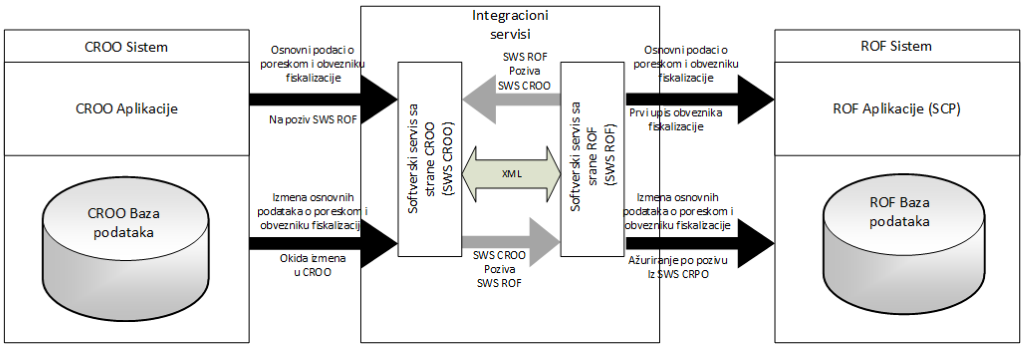 CROO Sistem
CROO Aplikacije
CROO Baza
podataka
Osnovni podaci o
poreskom i obvezniku
fiskalizacije
Na poziv SWS ROF
Izmena osnovnih
podataka o poreskom i
obvezniku fiskalizacije
Okida izmena
u CROO
Integracioni
servisi
Softverski servis sa
strane CROO
(SWS CROO)
SWS ROF
Poziva
SWS CROO
XML
SWS CROO
Poziva
SWS ROF
Softverski servis sa
srane ROF
(SWS ROF)
Osnovni podaci o
poreskom i obvezniku
fiskalizacije
Prvi upis obveznika
fiskalizacije
Izmena osnovnih
podataka o poreskom i
obvezniku fiskalizacije
Ažuriranje po pozivu
Iz SWS CRPO
ROF Sistem
ROF Aplikacije (SCP)
ROF Baza
podataka